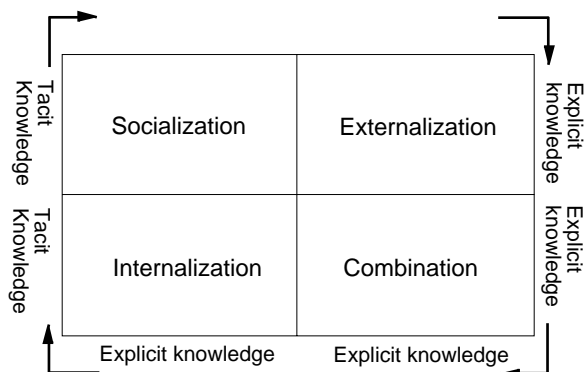 Socialization
Externalization
Tacit
Knowledge
Explicit
knowledge
Internalization
Combination
Tacit
Knowledge
Explicit
knowledge
Explicit knowledge
Explicit knowledge